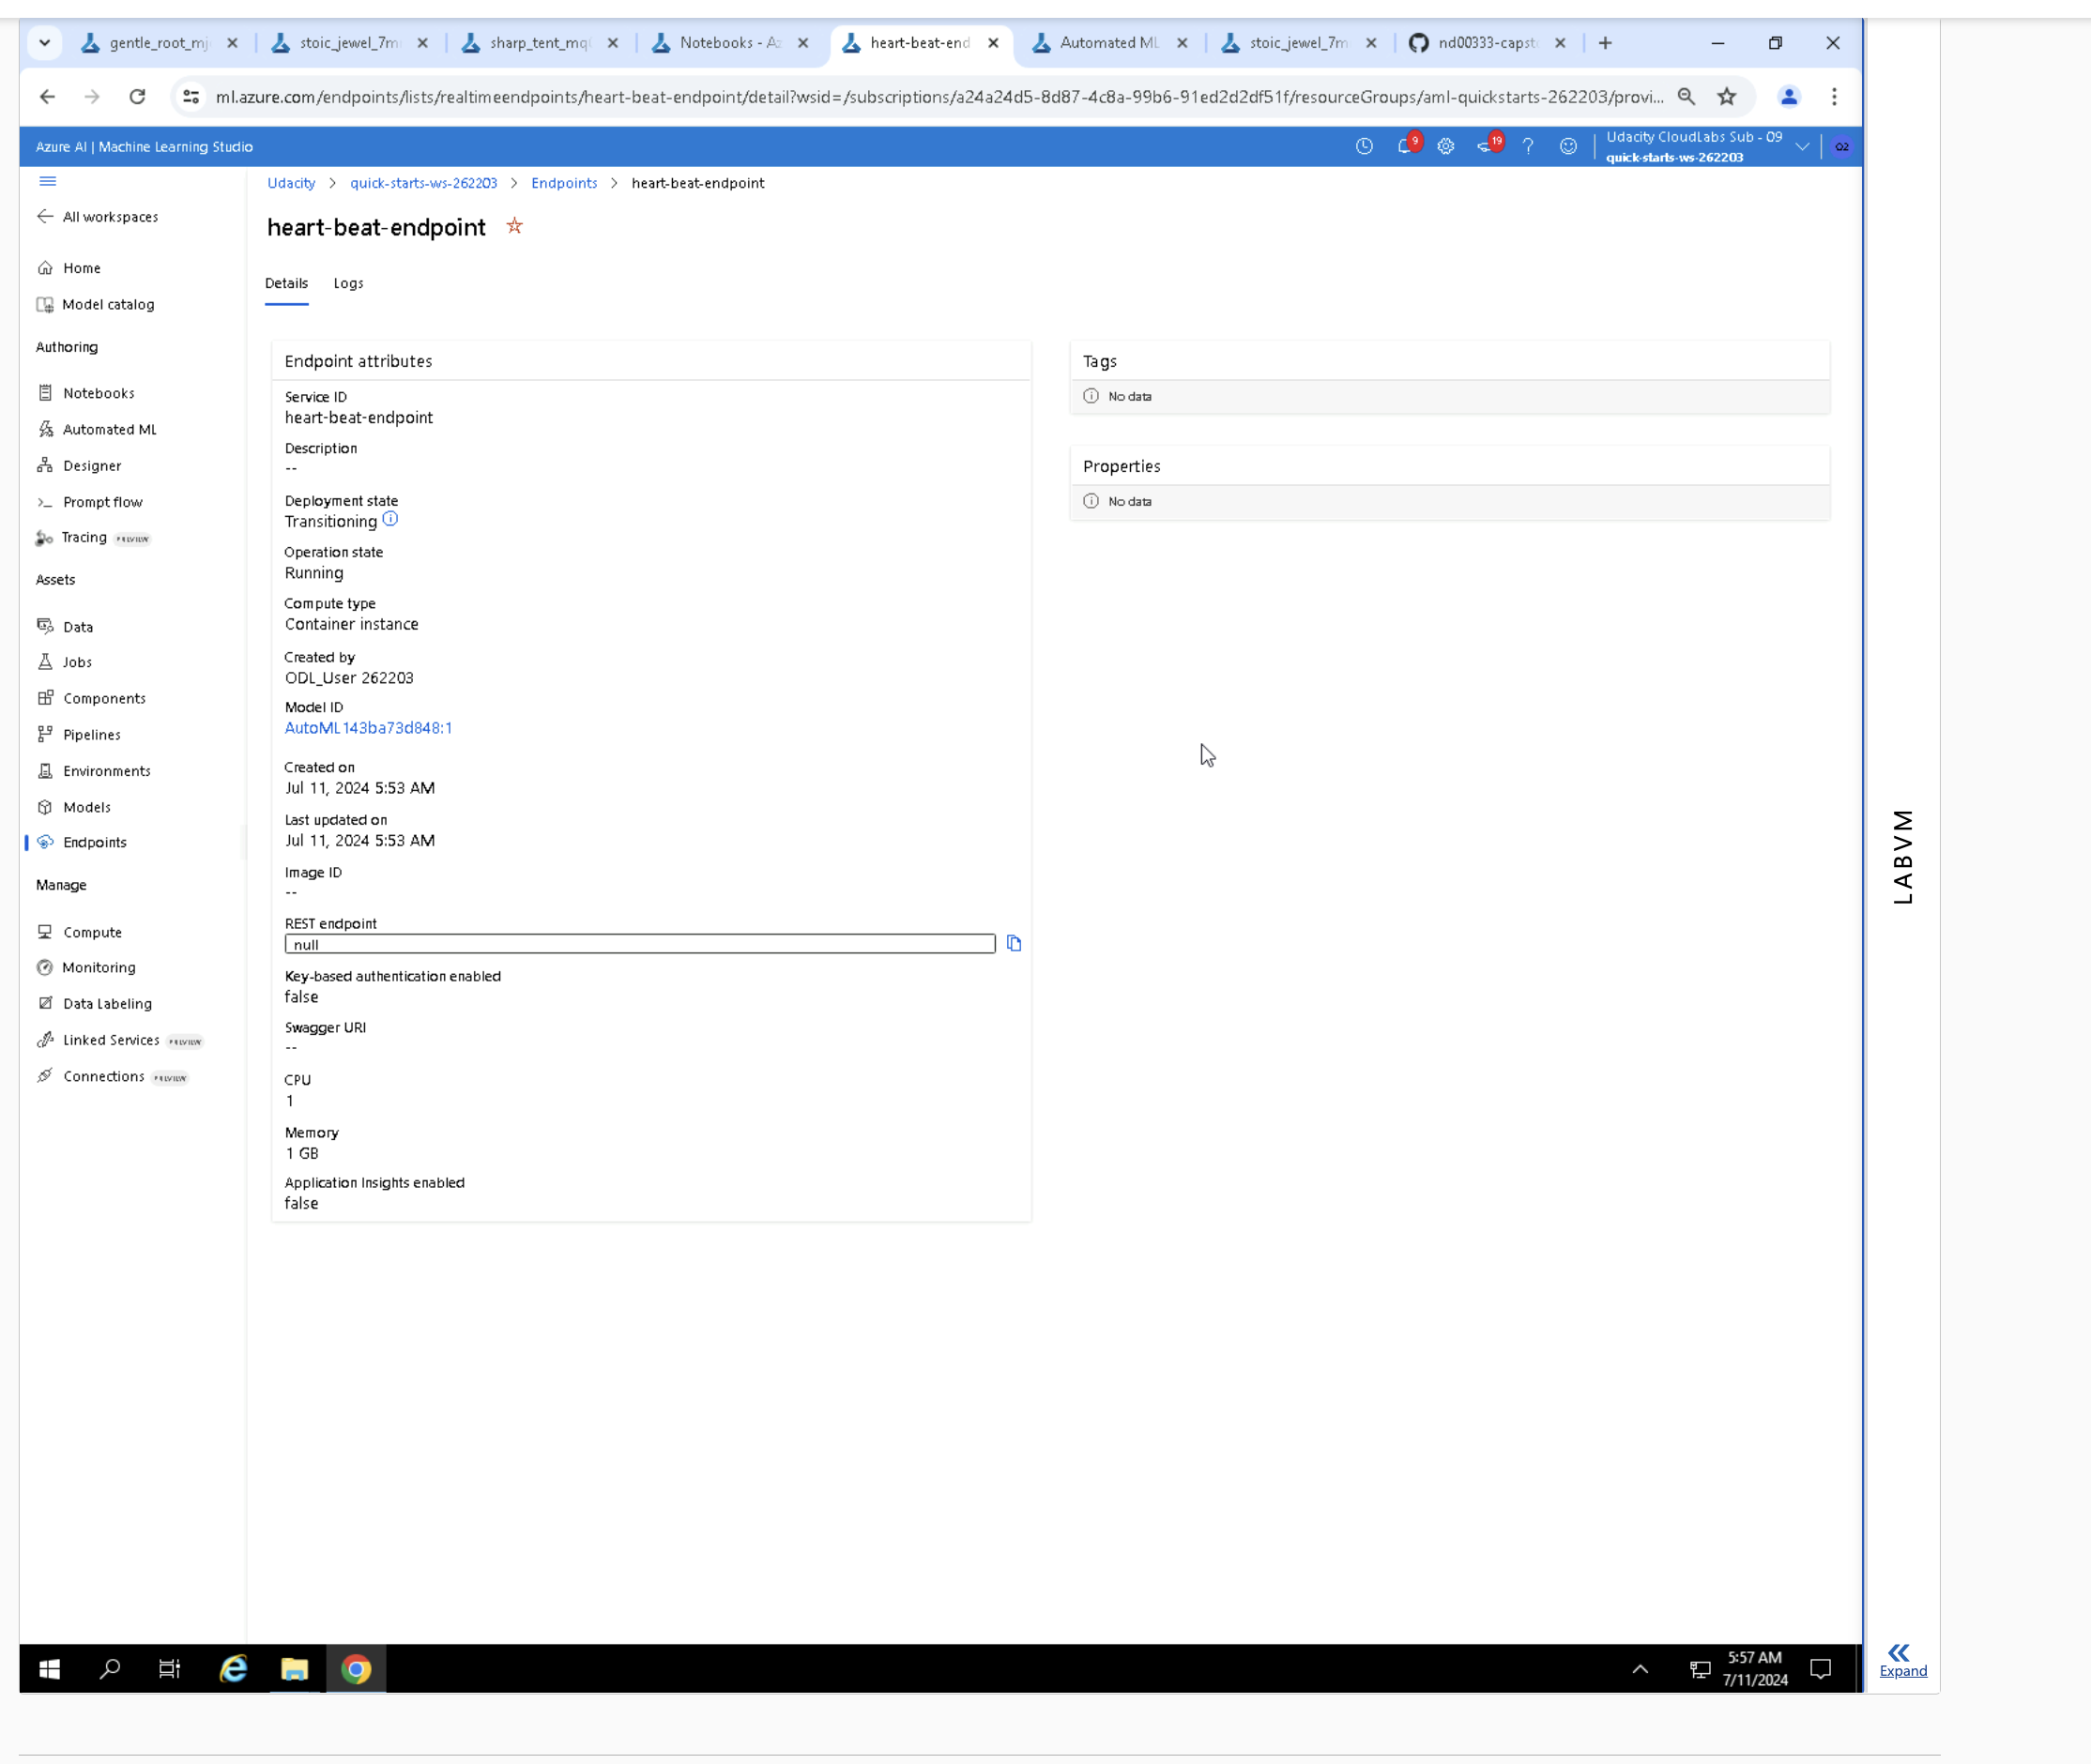 gentle_root_mj
stoic_jewel_7m
sharp_tent_mq
Notebooks - Az
heart-beat-end
Automated ML
stoic_jewel_7m
nd00333-capst
ml.azure.com/endpoints/lists/realtimeendpoints/heart-beat-endpoint/detail?wsid=/subscriptions/a24a24d5-8d87-4c8a-99b6-91ed2d2df51f/resourceGroups/aml-quickstarts-262203/provi...
Azure AI | Machine Learning Studio
9
19
?
Udacity CloudLabs Sub - 09
quick-starts-ws-262203
O2
All workspaces
Home
Model catalog
Authoring
Notebooks
Automated ML
Designer
Prompt flow
Tracing PREVIEW
Assets
Data
Jobs
Components
Pipelines
Environments
Models
Endpoints
Manage
Compute
Monitoring
Data Labeling
Linked Services PREVIEW
Connections PREVIEW
Udacity > quick-starts-ws-262203 > Endpoints > heart-beat-endpoint
heart-beat-endpoint
Details Logs
Endpoint attributes
Service ID
heart-beat-endpoint
Description
--
Deployment state
Transitioning
Operation state
Running
Compute type
Container instance
Created by
ODL_User 262203
Model ID
AutoML143ba73d848:1
Created on
Jul 11, 2024 5:53 AM
Last updated on
Jul 11, 2024 5:53 AM
Image ID
--
REST endpoint
null
Key-based authentication enabled
false
Swagger URI
--
CPU
1
Memory
1 GB
Application Insights enabled
false
Tags
No data
Properties
No data
LABVM
Expand
5:57 AM
7/11/2024